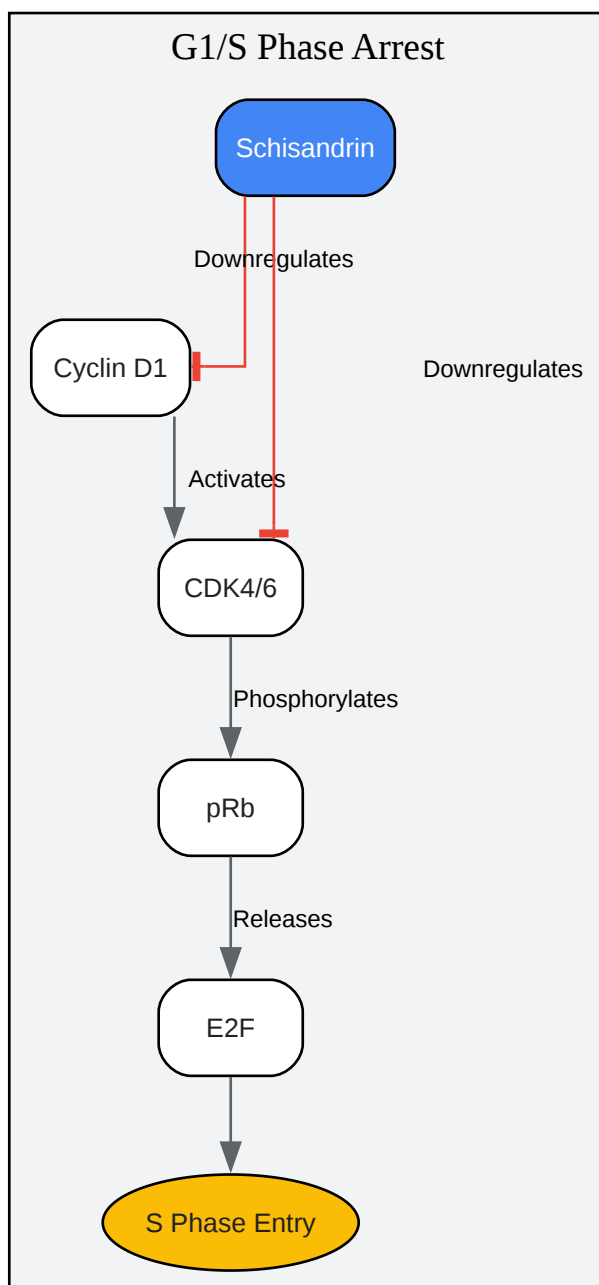 G1/S Phase Arrest
Schisandrin
Downregulates
Cyclin D1
Downregulates
Activates
CDK4/6
Phosphorylates
pRb
Releases
E2F
S Phase Entry